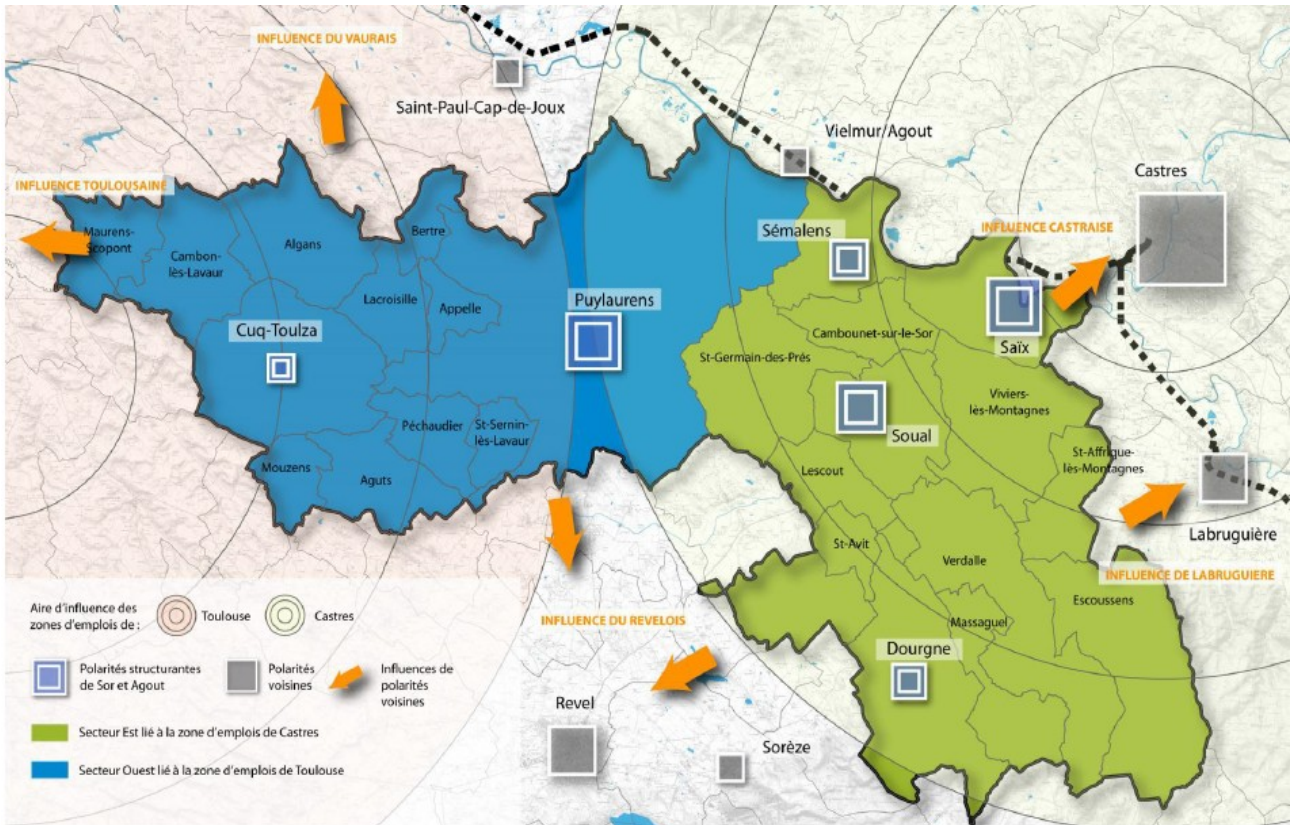 INFLUENCE DU VAURAIS
Saint-Paul-Cap-de-Joux
Vielmur/Agout
Castres
INFLUENCE TOULOUSAINE
Maurens-
Scopont
Cambon-
lès-Lavaur
Algans
Bertre
Sémalens
INFLUENCE CASTRAISE
Lacroisille
Appelle
Puylaurens
Cuq-Toulza
Cambounet-sur-le-Sor
Saïx
St-Germain-des-Prés
Viviers-
lès-Montagnes
Soual
Péchaudier
St-Sernin-
lès-Lavaur
Mouzens
Aguts
Lescout
St-Affrique-
lès-Montagnes
Labruguière
St-Avit
Verdalle
INFLUENCE DE LABRUGUIERE
Escoussens
Massaguel
INFLUENCE DU REVELOIS
Dourgne
Revel
Sorèze
Aire d'influence des
zones d'emplois de :
Toulouse
Castres
Polarités structurantes
de Sor et Agout
Polarités
voisines
Influences de
polarités
voisines
Secteur Est lié à la zone d'emplois de Castres
Secteur Ouest lié à la zone d'emplois de Toulouse